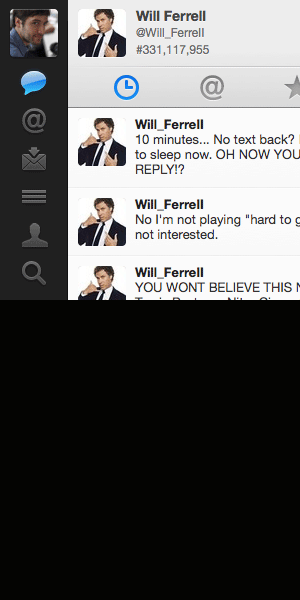 Will Ferrell
@Will_Ferrell
#331,117,955
@
Will_Ferrell
10 minutes... No text back?
to sleep now. OH NOW YOU
REPLY!?
Will_Ferrell
No I'm not playing "hard to g
not interested.
Will_Ferrell
YOU WONT BELIEVE THIS N